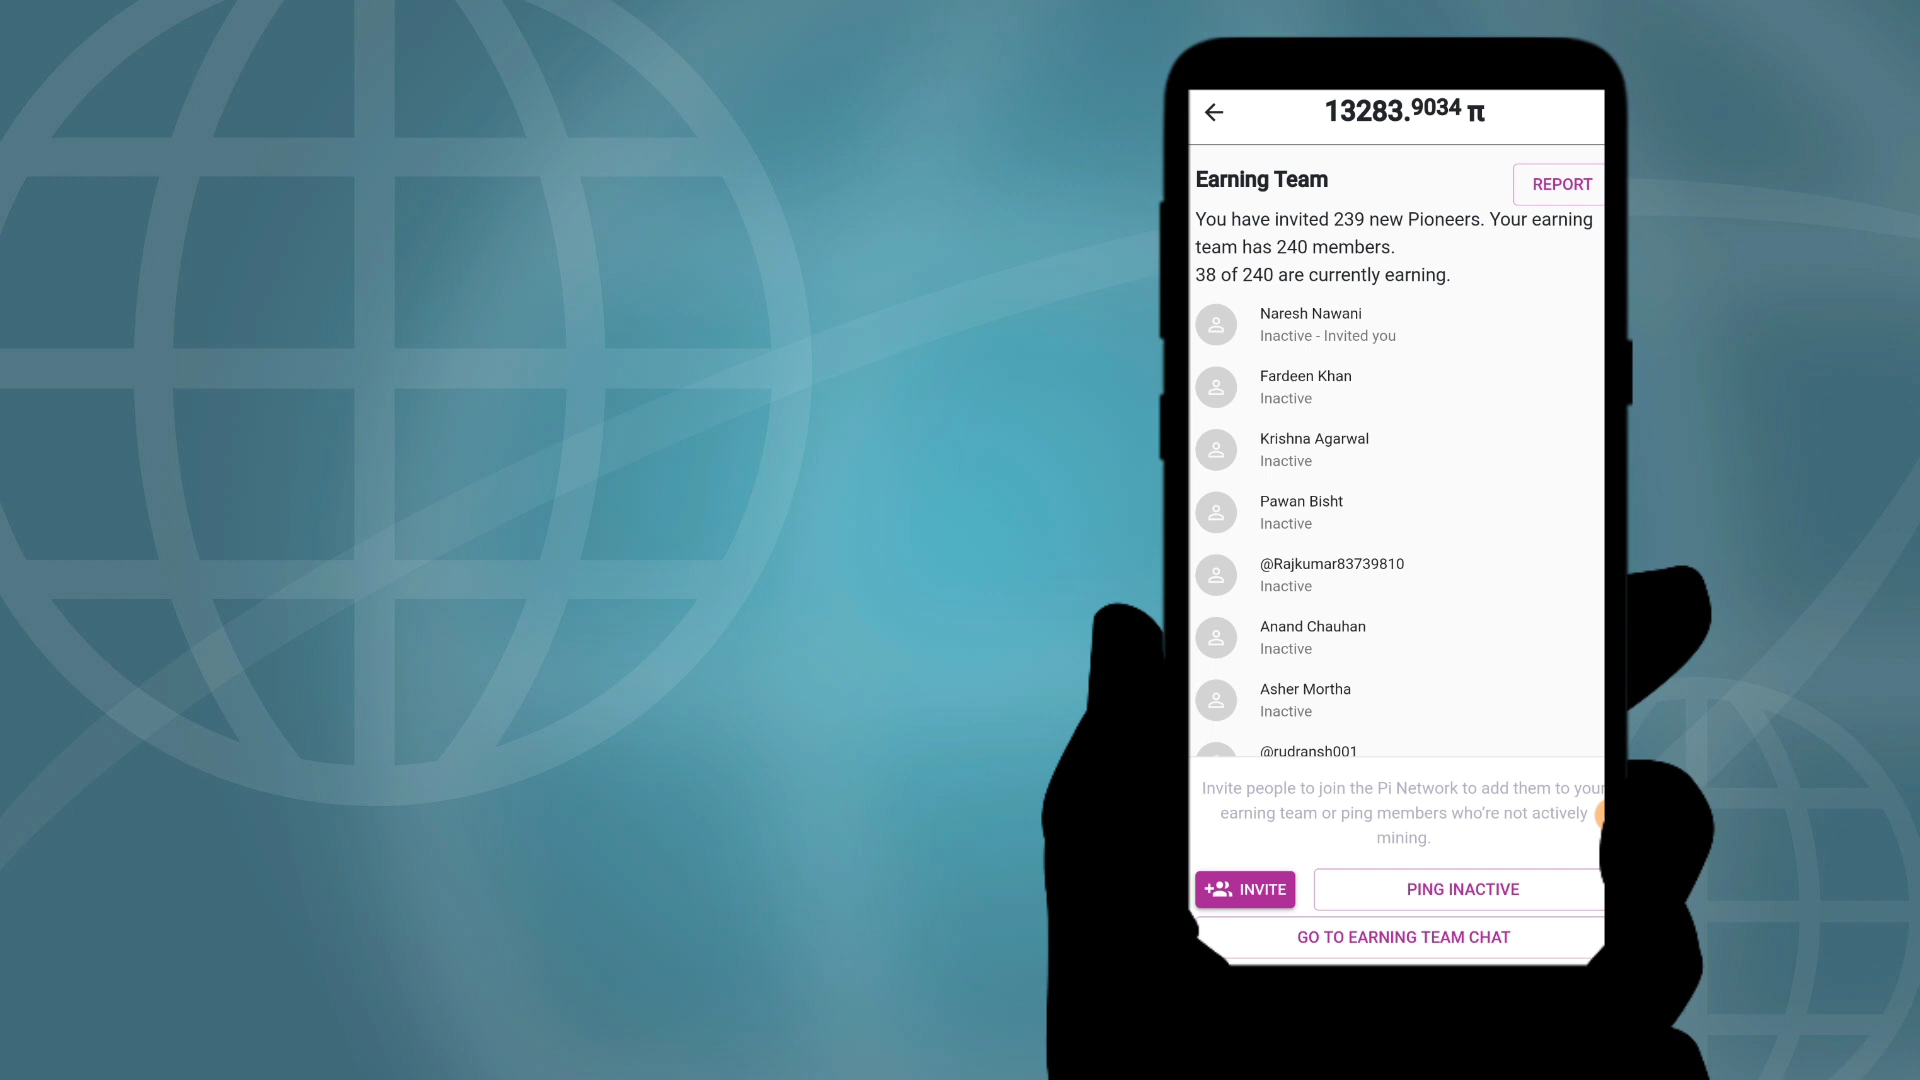 13283.9034 π
Earning Team
REPORT
You have invited 239 new Pioneers. Your earning
team has 240 members.
38 of 240 are currently earning.
Naresh Nawani
Inactive - Invited you
Fardeen Khan
Inactive
Krishna Agarwal
Inactive
Pawan Bisht
Inactive
@Rajkumar83739810
Inactive
Anand Chauhan
Inactive
Asher Mortha
Inactive
@rudransh001
Invite people to join the Pi Network to add them to your
earning team or ping members who're not actively
mining.
INVITE
PING INACTIVE
GO TO EARNING TEAM CHAT